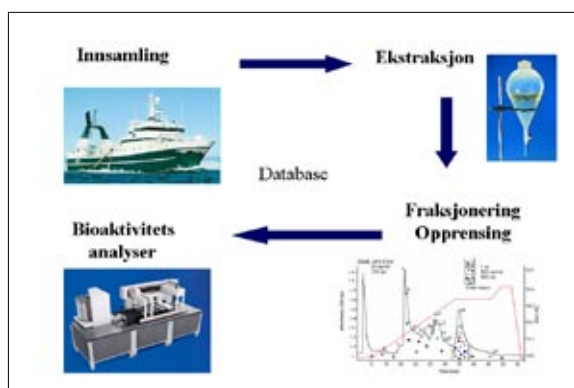 Innsamling
Ekstraksjon
Database
Fraksjonering
Opprensing
Bioaktivitets
analyser